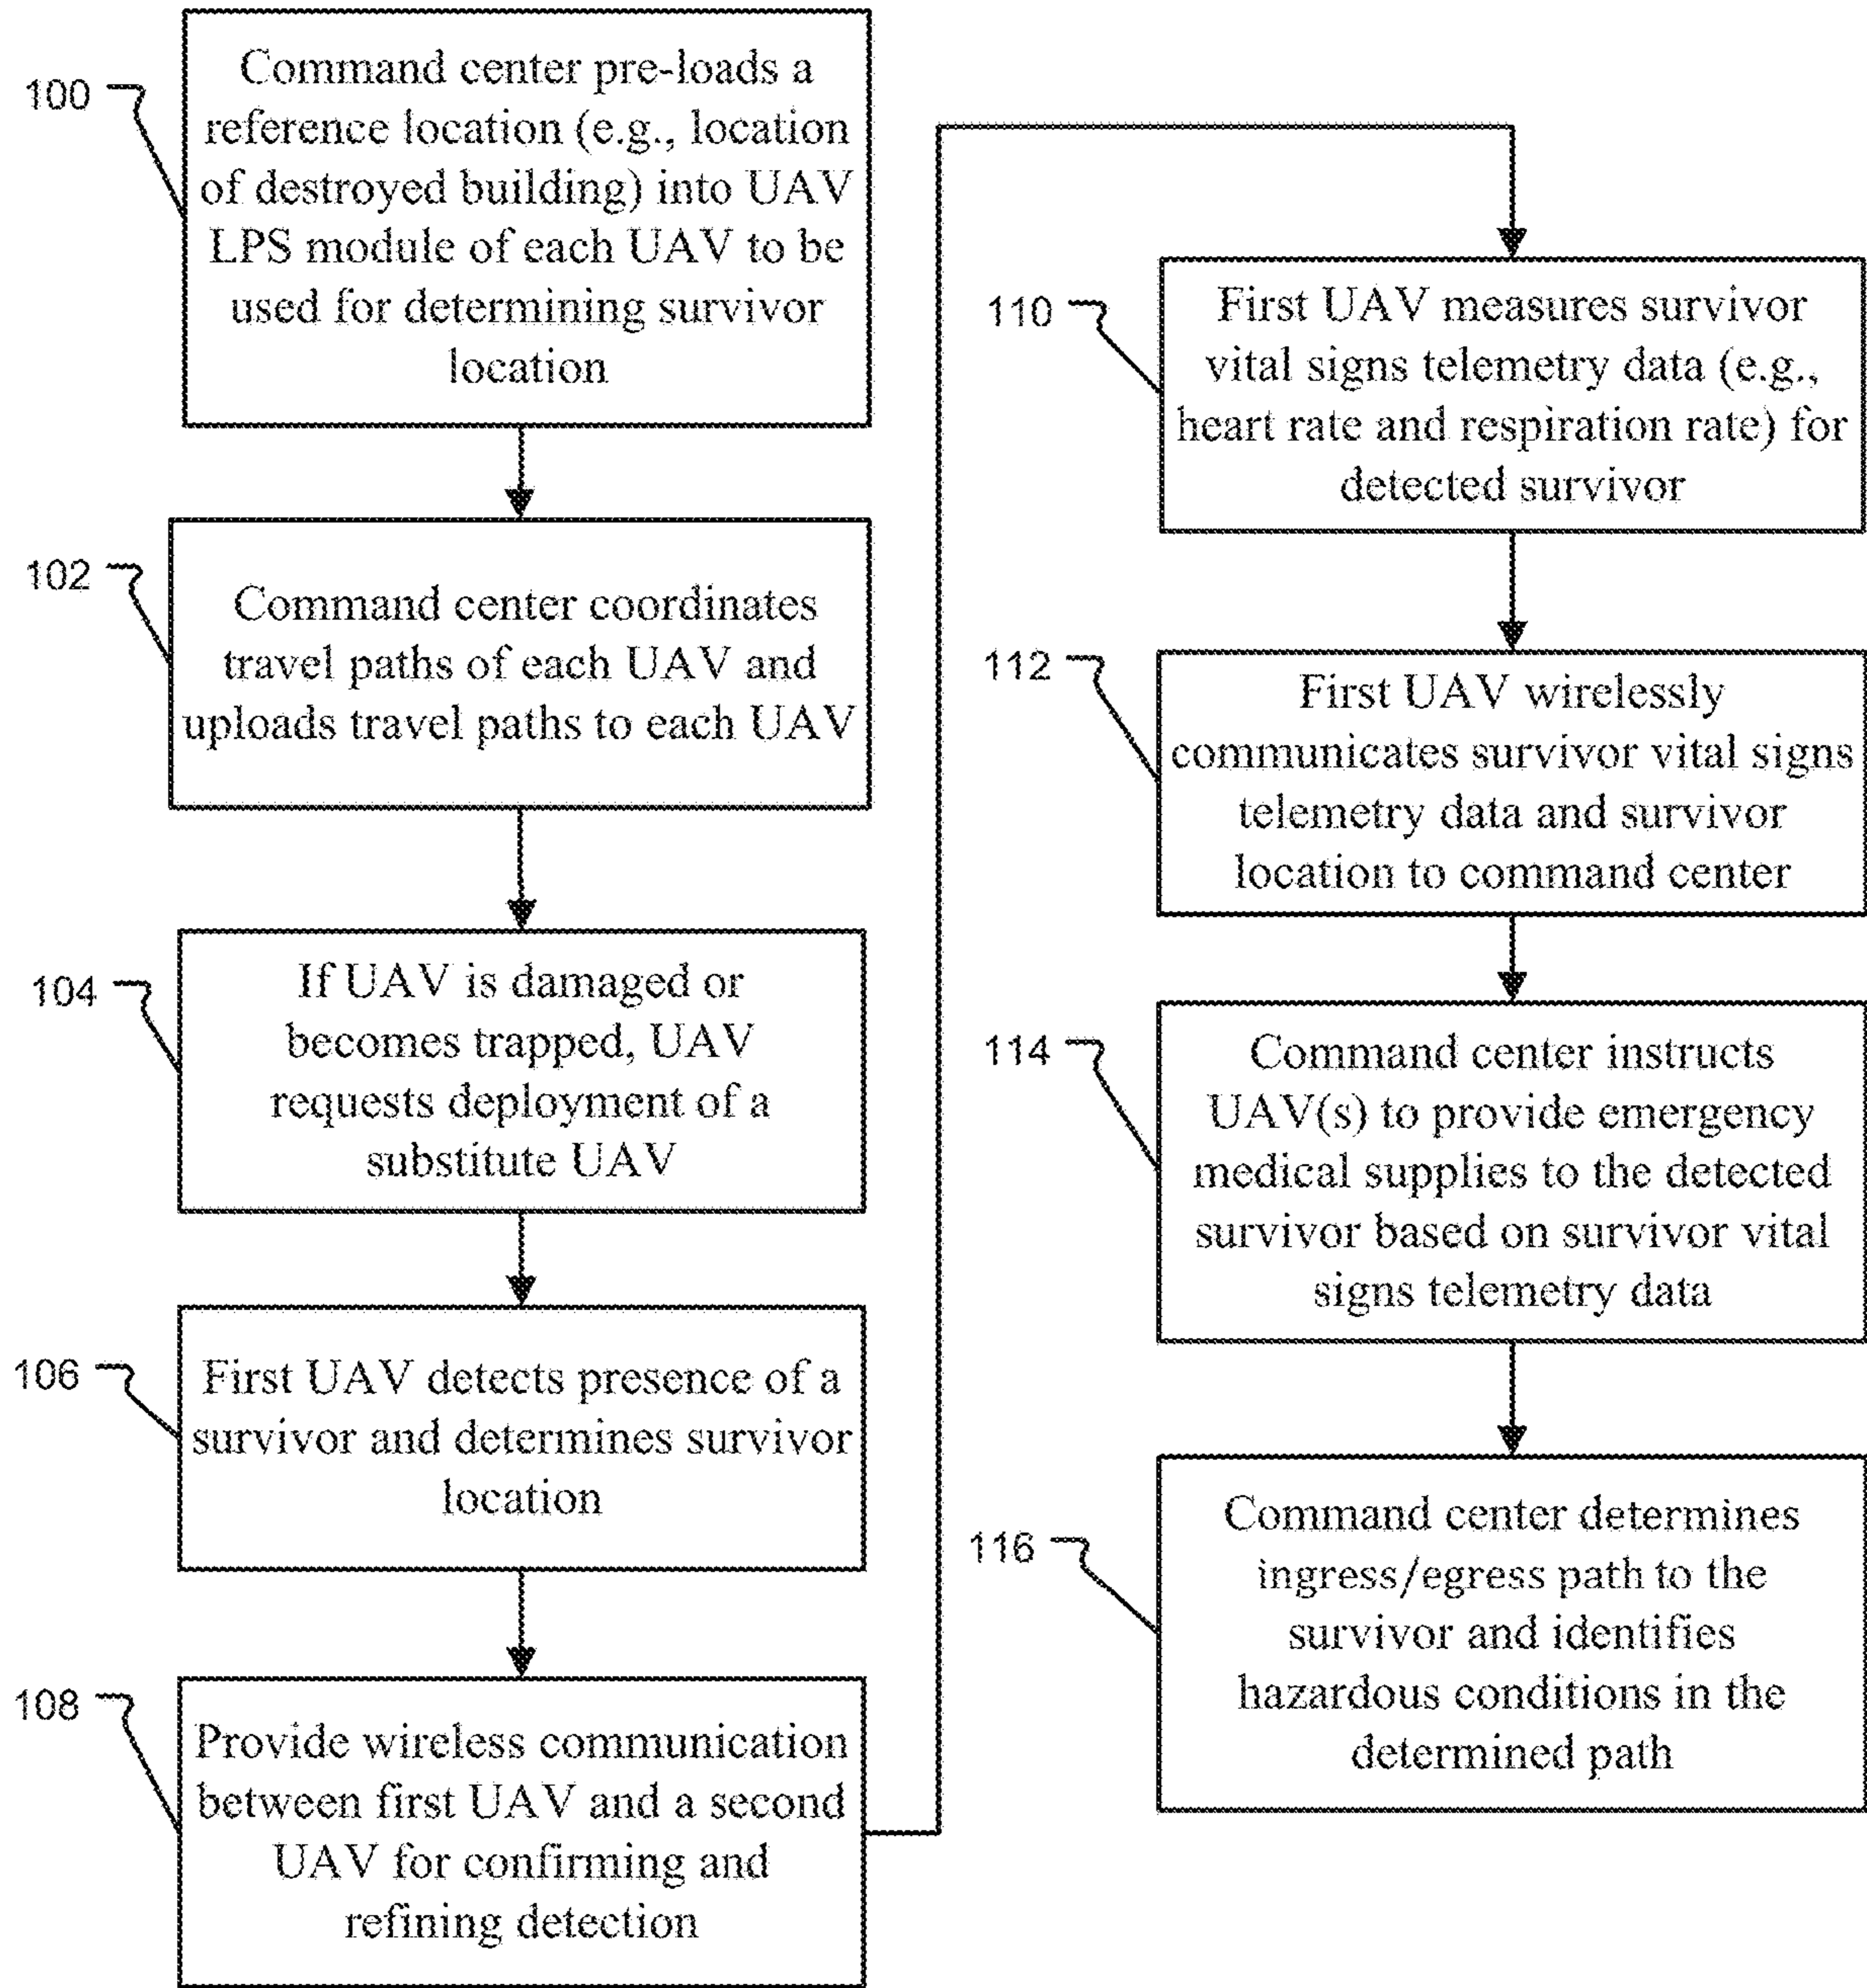 100
Command center pre-loads a
reference location (e.g., location
of destroyed building) into UAV
LPS module of each UAV to be
used for determining survivor
location
102
Command center coordinates
travel paths of each UAV and
uploads travel paths to each UAV
104
If UAV is damaged or
becomes trapped, UAV
requests deployment of a
substitute UAV
106
First UAV detects presence of a
survivor and determines survivor
location
108
Provide wireless communication
between first UAV and a second
UAV for confirming and
refining detection
110
First UAV measures survivor
vital signs telemetry data (e.g.,
heart rate and respiration rate) for
detected survivor
112
First UAV wirelessly
communicates survivor vital signs
telemetry data and survivor
location to command center
114
Command center instructs
UAV(s) to provide emergency
medical supplies to the detected
survivor based on survivor vital
signs telemetry data
116
Command center determines
ingress/egress path to the
survivor and identifies
hazardous conditions in the
determined path